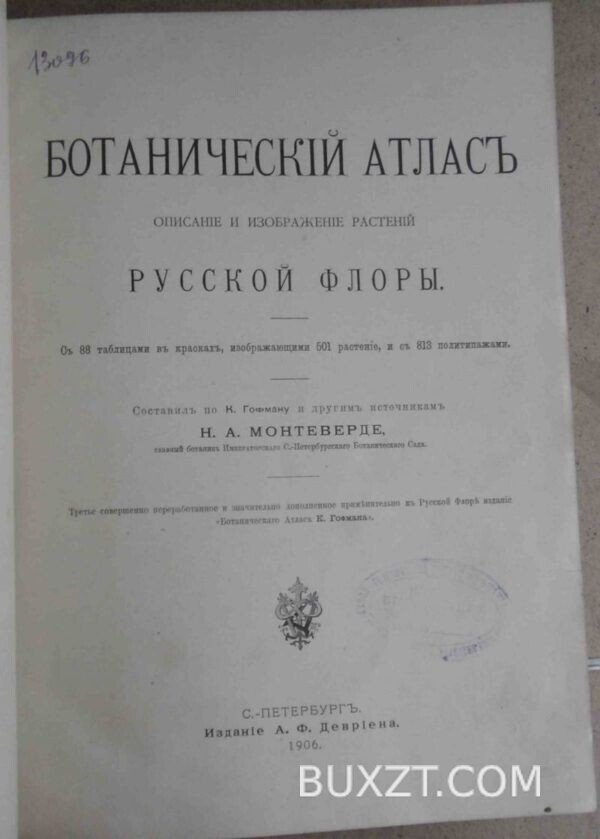 13096
БОТАНИЧЕСКІЙ АТЛАСЪ
ОПИСАНІЕ И ИЗОБРАЖЕНІЕ РАСТЕНІЙ
РУССКОЙ ФЛОРЫ.
Съ 88 таблицами въ краскахъ, изображающими 501 растеніе, и съ 813 политипажами.
Составилъ по К. Гофману и другимъ источникамъ
Н. А. МОНТЕВЕРДЕ,
главный ботаникъ Императорскаго С.-Петербургскаго Ботаническаго Сада.
Третье совершенно переработанное и значительно дополненное примѣнительно къ Русской Флорѣ изданіе
«Ботаническаго Атласа К. Гофмана».
С.-ПЕТЕРБУРГЪ.
Изданіе А. Ф. Девріена.
1906.
BUXZT.COM